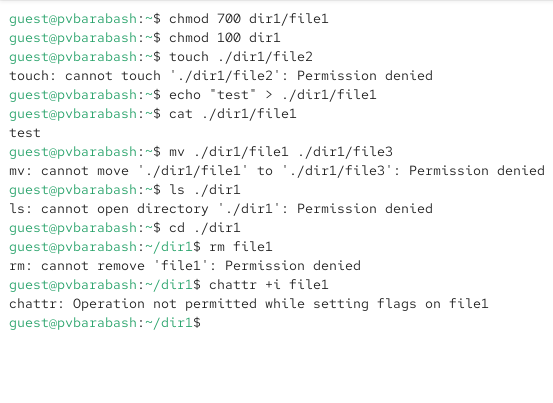 guest@pvbarabash:~$ chmod 700 dir1/file1
guest@pvbarabash:~$ chmod 100 dir1
guest@pvbarabash:~$ touch ./dir1/file2
touch: cannot touch './dir1/file2': Permission denied
guest@pvbarabash:~$ echo "test" > ./dir1/file1
guest@pvbarabash:~$ cat ./dir1/file1
test
guest@pvbarabash:~$ mv ./dir1/file1 ./dir1/file3
mv: cannot move './dir1/file1' to './dir1/file3': Permission denied
guest@pvbarabash:~$ ls ./dir1
ls: cannot open directory './dir1': Permission denied
guest@pvbarabash:~$ cd ./dir1
guest@pvbarabash:~/dir1$ rm file1
rm: cannot remove 'file1': Permission denied
guest@pvbarabash:~/dir1$ chattr +i file1
chattr: Operation not permitted while setting flags on file1
guest@pvbarabash:~/dir1$